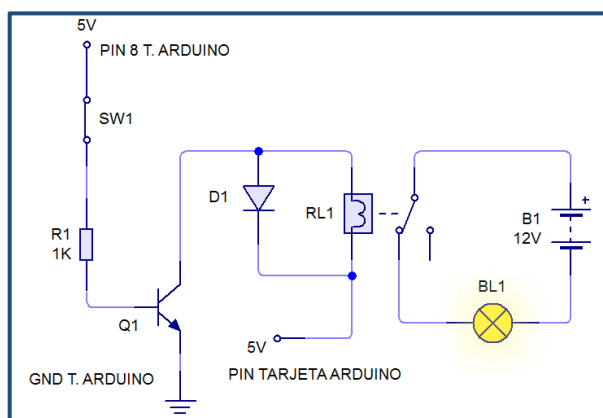 5V
PIN 8 T. ARDUINO
SW1
D1
RL1
B1
12V
+
R1
1K
BL1
Q1
5V
GND T. ARDUINO
PIN TARJETA ARDUINO